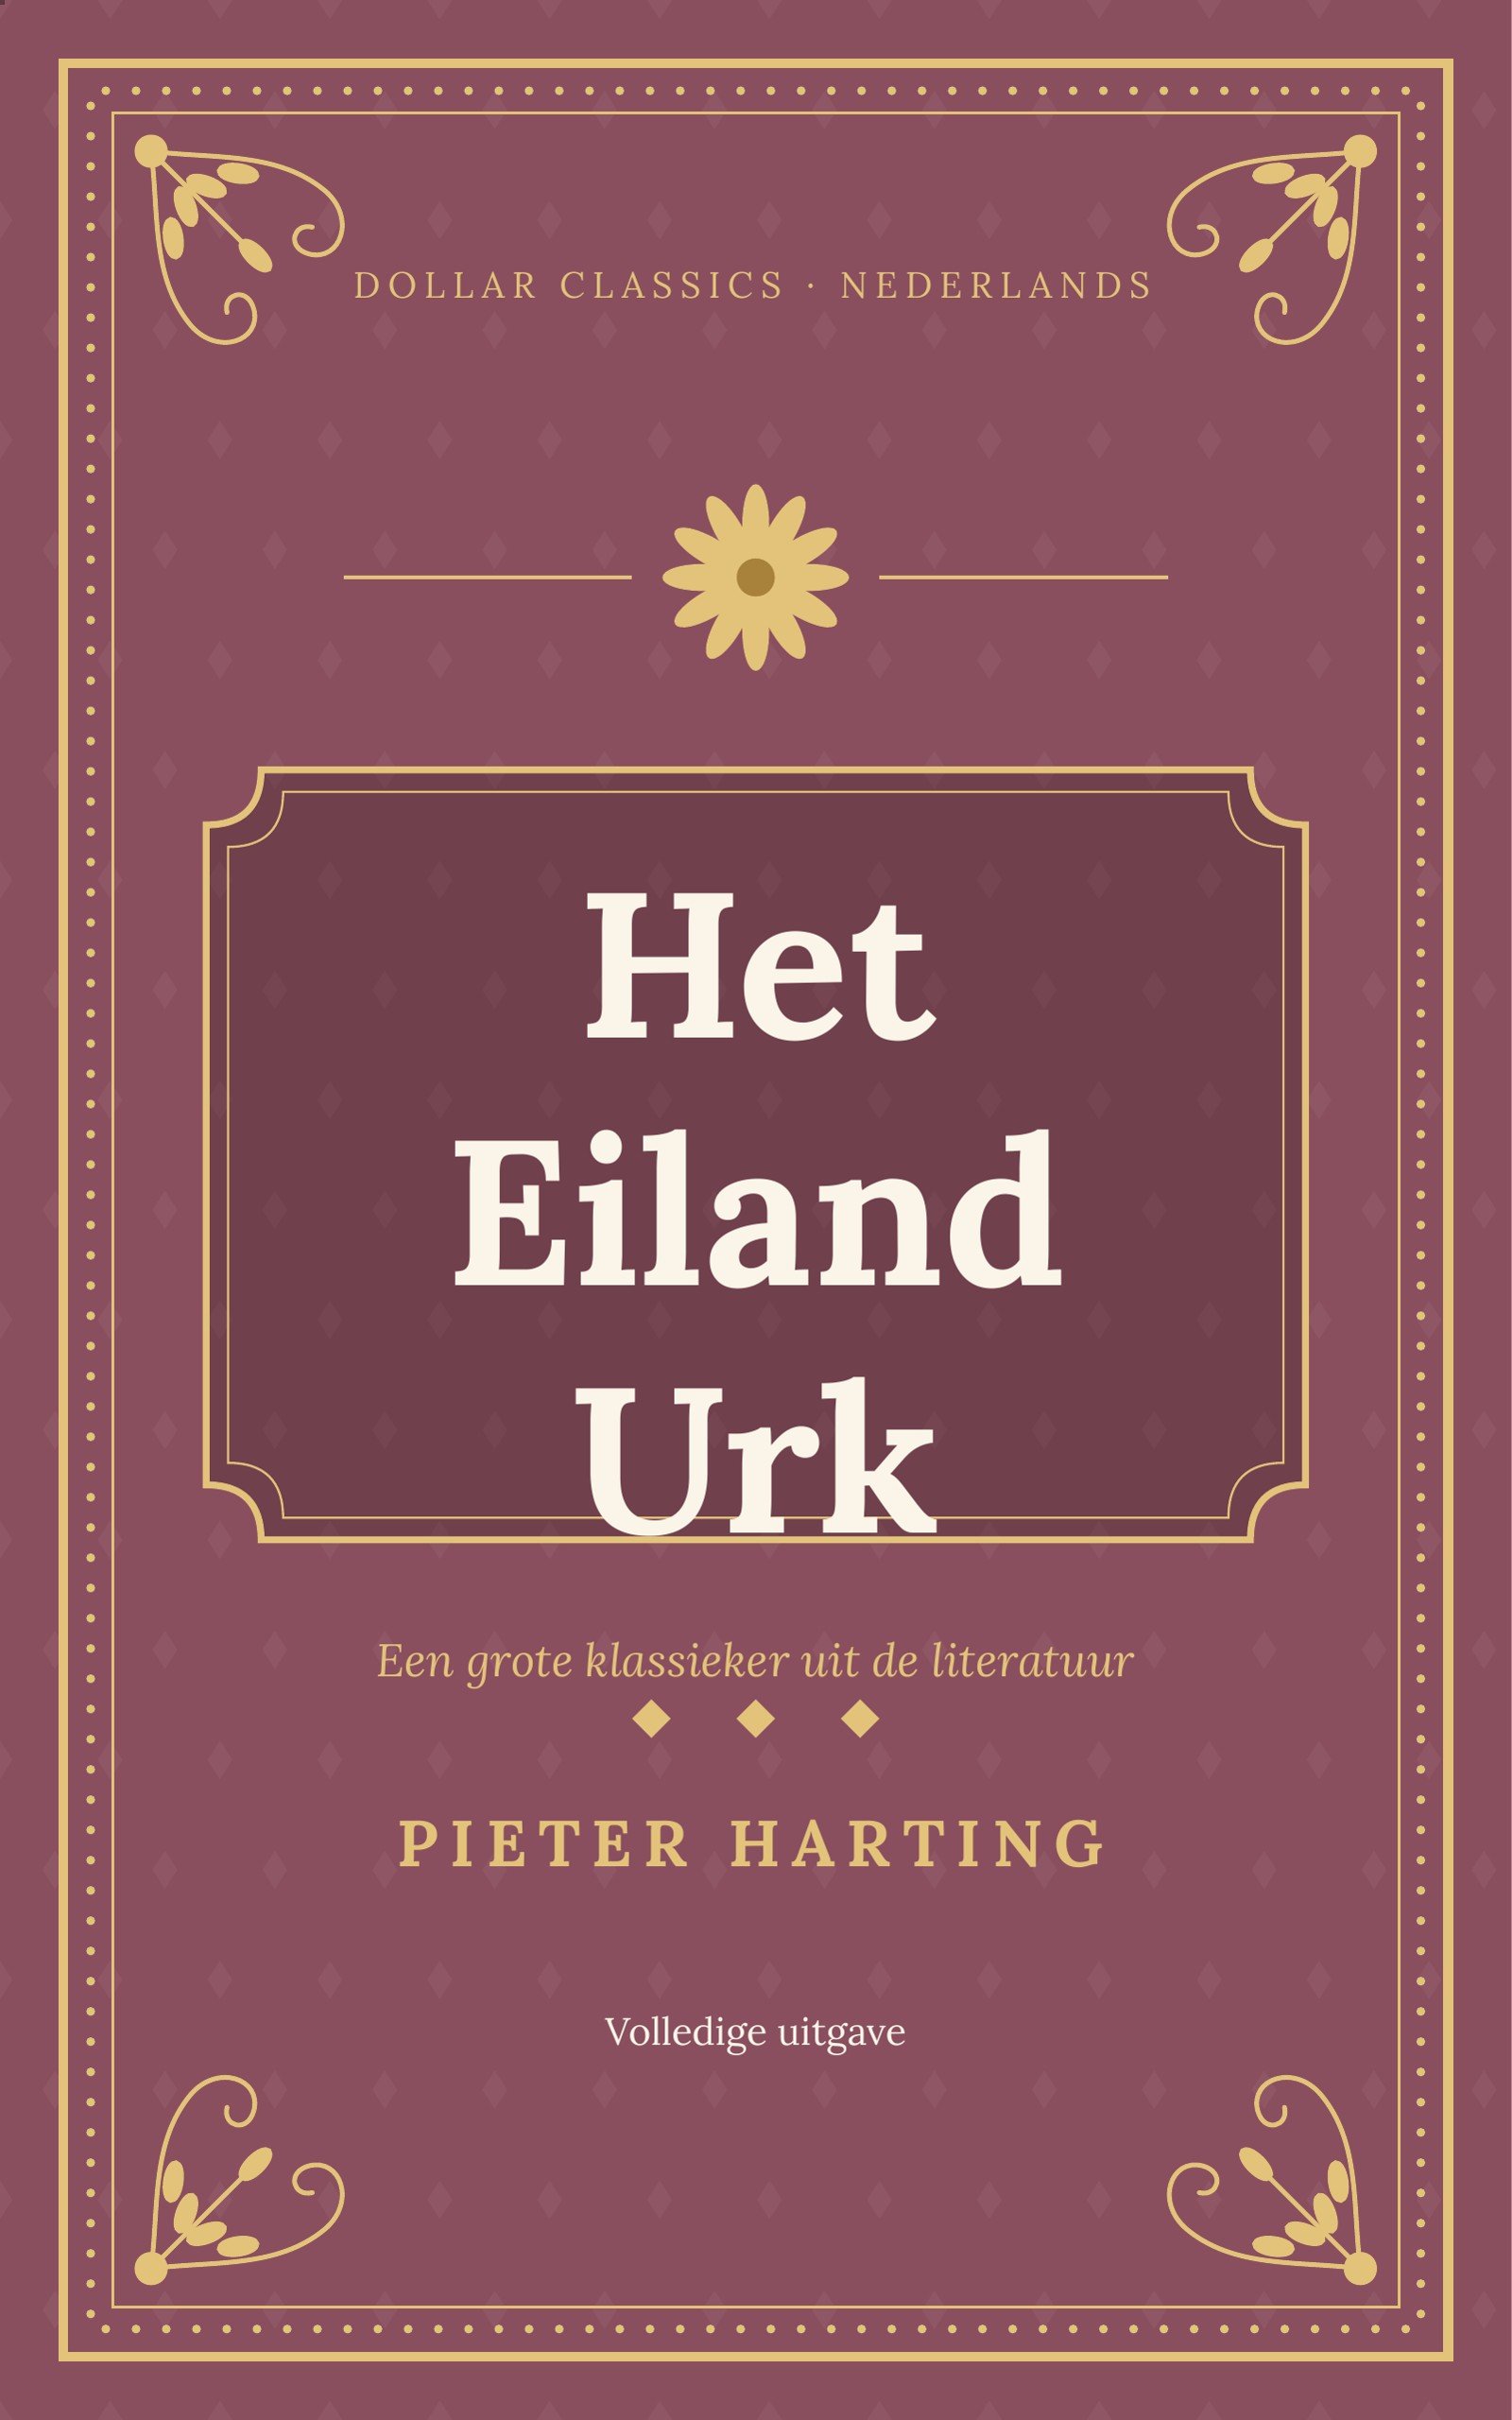 DOLLAR CLASSICS · NEDERLANDS
Het
Eiland
Urk
Een grote klassieker uit de literatuur
PIETER HARTING
Volledige uitgave